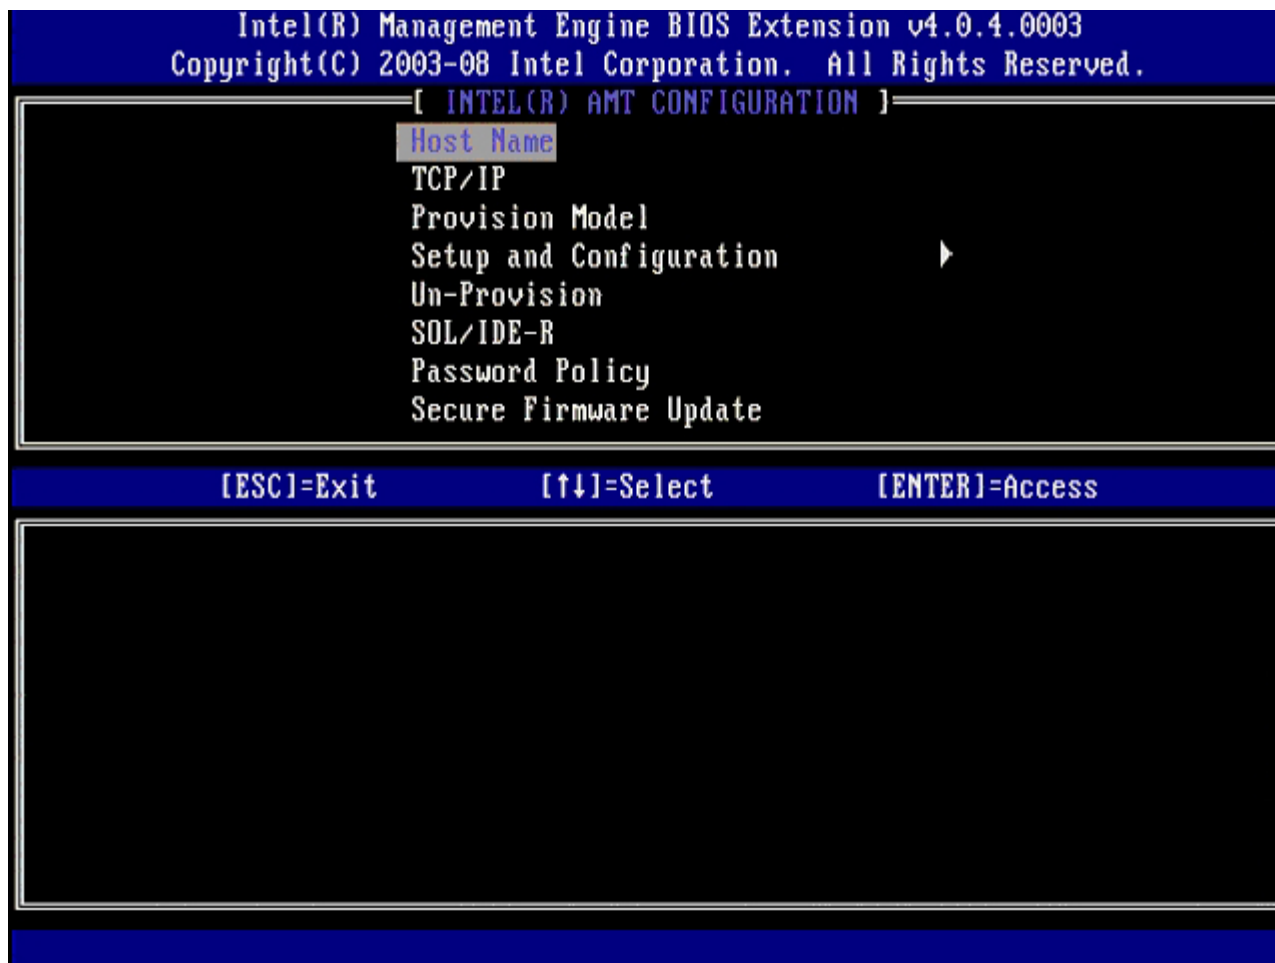 Intel(R) Management Engine BIOS Extension v4.0.4.0003
Copyright(C) 2003-08 Intel Corporation. All Rights Reserved.
[ INTEL(R) AMT CONFIGURATION ]
Host Name
TCP/IP
Provision Model
Setup and Configuration
Un-Provision
SOL/IDE-R
Password Policy
Secure Firmware Update
[ESC]=Exit [↑↓]=Select [ENTER]=Access